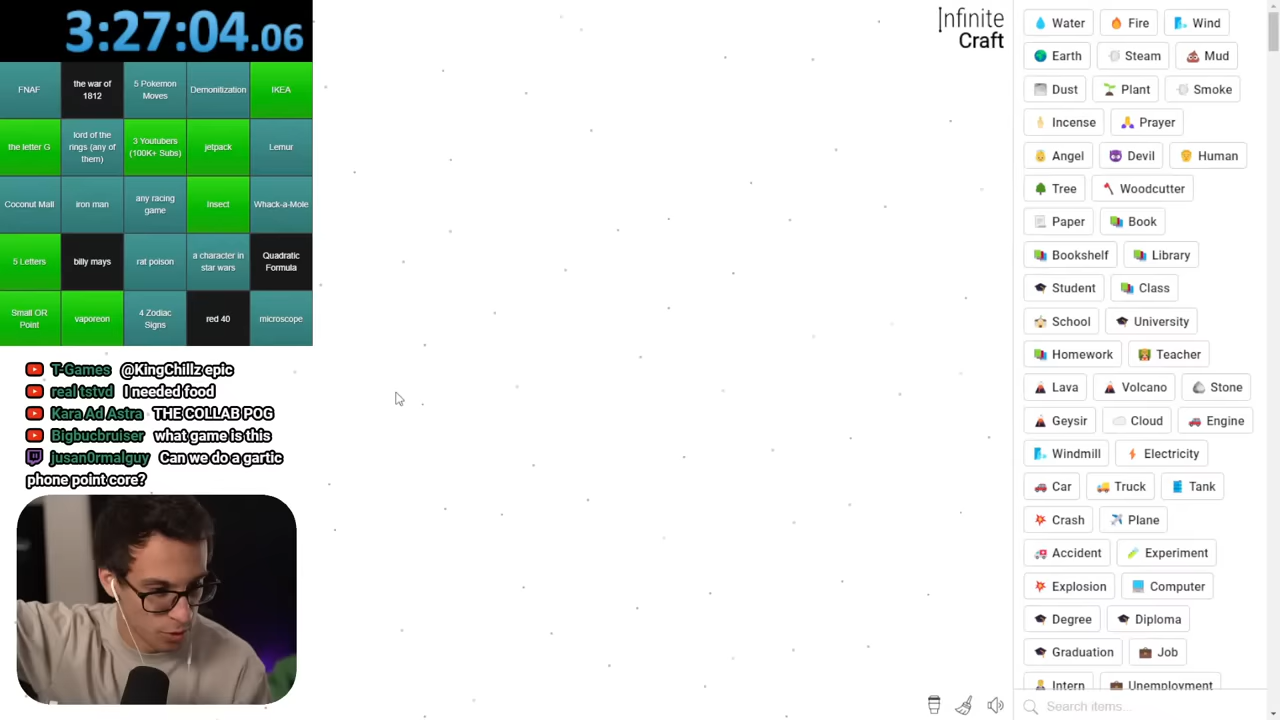 3:27:04.06
FNAF
the war of
1812
5 Pokemon
Moves
Demonitization
IKEA
the letter G
lord of the
rings (any of
them)
3 Youtubers
(100K+ Subs)
jetpack
Lemur
Coconut Mall
iron man
any racing
game
Insect
Whack-a-Mole
5 Letters
billy mays
rat poison
a character in
star wars
Quadratic
Formula
Small OR
Point
vaporeon
4 Zodiac
Signs
red 40
microscope
T-Games @KingChillz epic
real tstvd I needed food
Kara Ad Astra THE COLLAB POG
Bigbucbruiser what game is this
jusan0rmalguy Can we do a gartic
phone point core?
Infinite
Craft
Water Fire Wind
Earth Steam Mud
Dust Plant Smoke
Incense Prayer
Angel Devil Human
Tree Woodcutter
Paper Book
Bookshelf Library
Student Class
School University
Homework Teacher
Lava Volcano Stone
Geysir Cloud Engine
Windmill Electricity
Car Truck Tank
Crash Plane
Accident Experiment
Explosion Computer
Degree Diploma
Graduation Job
Intern Unemployment
Search items...